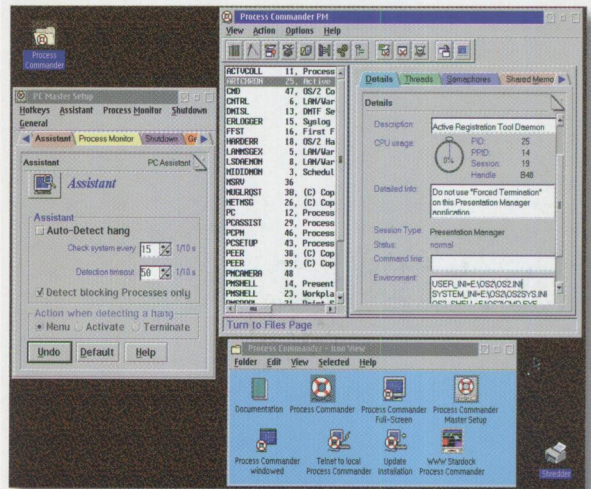 Process
Commander
PC Master Setup
Hotkeys Assistant Process Monitor Shutdown
General
Assistant Process Monitor Shutdown
Assistant PC Assistant
Assistant
Assistant
Auto-Detect hang
Check system every 15 1/10 s
Detection timeout 50 1/10 s
Detect blocking Processes only
Action when detecting a hang
Menu Activate Terminate
Undo Default Help
Process Commander PM
View Action Options Help
ACTVCOLL 11, Process
ARTCHRON 25, Active
CMD 47, OS/2 Co
CNTRL 6, LAN/War
DMISL 13, DMTF Se
ERLOGGER 15, Syslog
FFST 16, First F
HARDERR 18, OS/2 Ha
LANMSGEX 5, LAN/War
LSDAEMON 8, LAN/War
MIDIDMON 3, Schedul
MSRV 36
MUGLRQST 38, (C) Cop
NETMSG 26, (C) Cop
PC 12, Process
PCASSIST 29, Process
PCPM 46, Process
PCSETUP 43, Process
PEER 38, (C) Cop
PEER 39, (C) Cop
PMCAMERA 48
PMSHELL 14, Present
PMSHELL 23, Workpla
Turn to Files Page
Details Threads Semaphores Shared Memo
Details
Description: Active Registration Tool Daemon
CPU usage: 0% PID: 25
PPID: 14
Session: 19
Handle B48
Detailed Info: Do not use "Forced Termination"
on this Presentation Manager
application
Session Type: Presentation Manager
Status: normal
Command line:
Environment: USER_INI=E:\OS2\OS2.INI
SYSTEM_INI=E:\OS2\OS2SYS.INI
OS2_SHELL=E:\OS2\CMD.EXE
Process Commander - Icon View
Folder Edit View Selected Help
Documentation Process Commander Process Commander Full-Screen Process Commander Master Setup
Process Commander windowed Telnet to local Process Commander Update Installation WWW Stardock Process Commander
Shredder